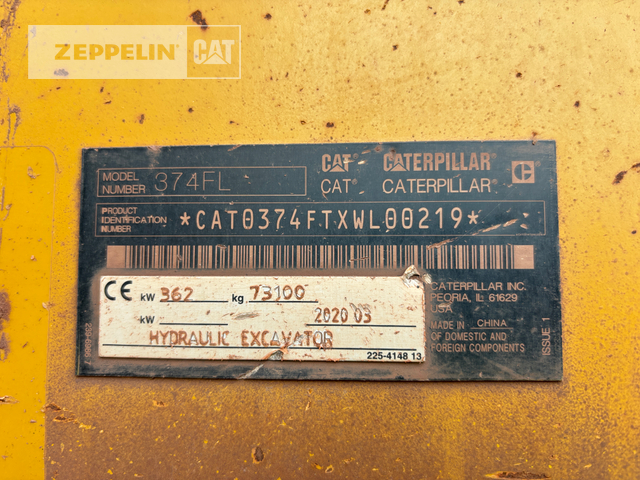 ZEPPELIN CAT
MODEL NUMBER 374FL
CAT CATERPILLAR
CAT® CATERPILLAR®
PRODUCT IDENTIFICATION NUMBER *CAT0374FTXWL00219*
CE kW 362 kg 73100
kW 2020 03
HYDRAULIC EXCAVATOR
225-4148 13
CATERPILLAR INC.
PEORIA, IL 61629
USA
MADE IN CHINA
OF DOMESTIC AND
FOREIGN COMPONENTS
ISSUE 1